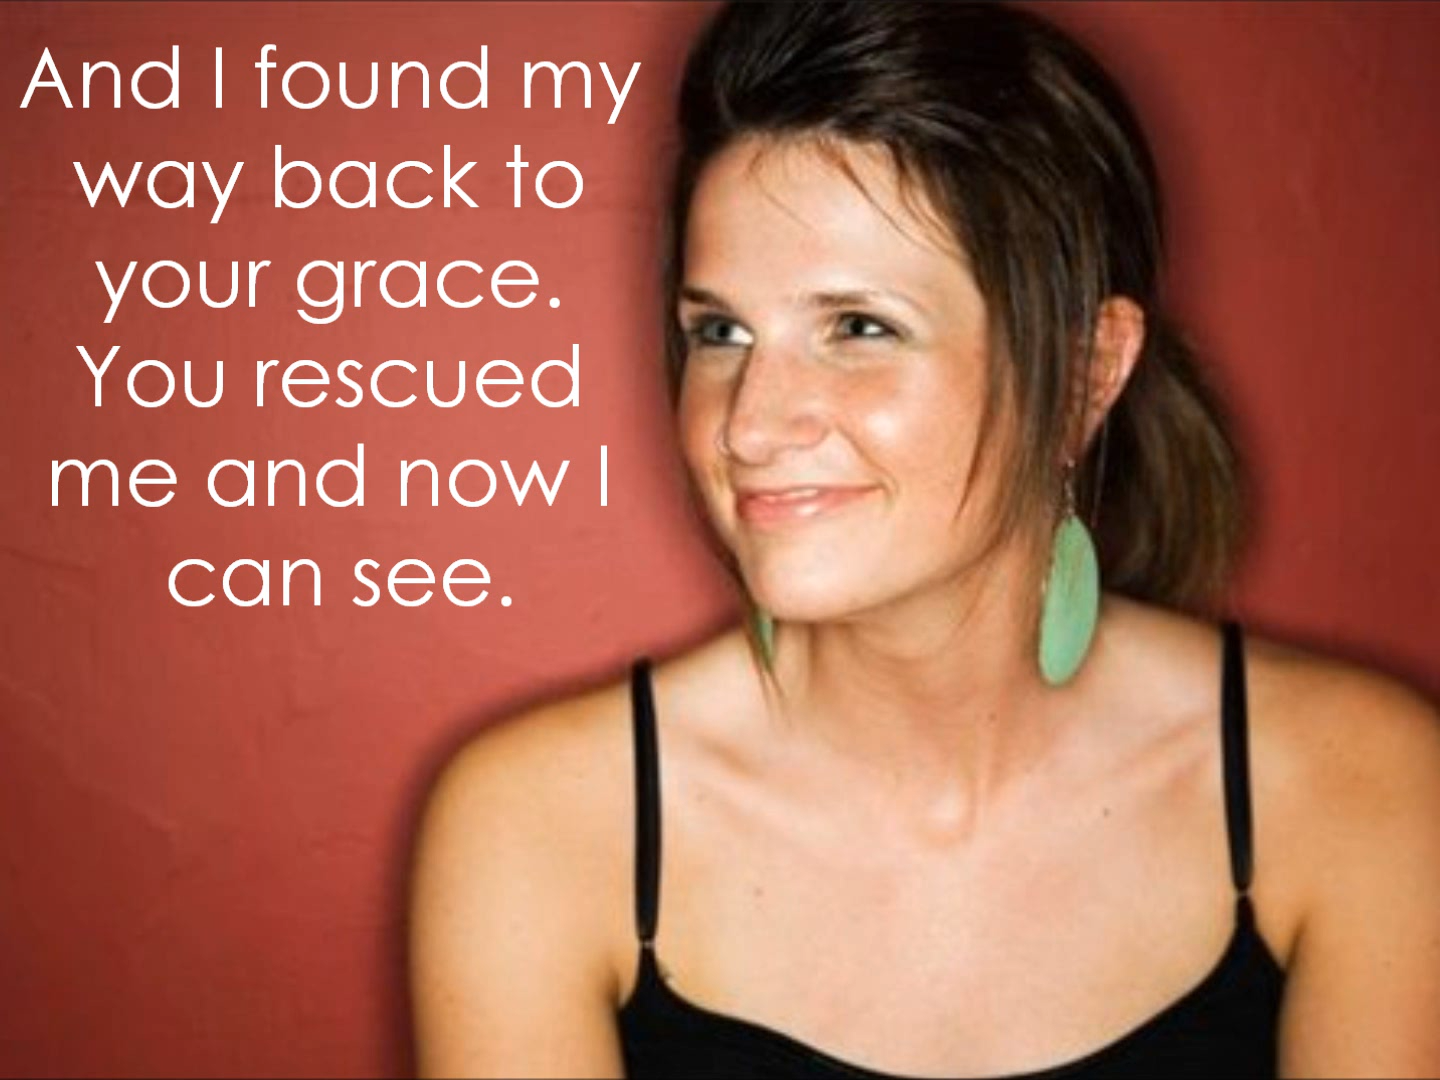 And I found my
way back to
your grace.
You rescued
me and now I
can see.